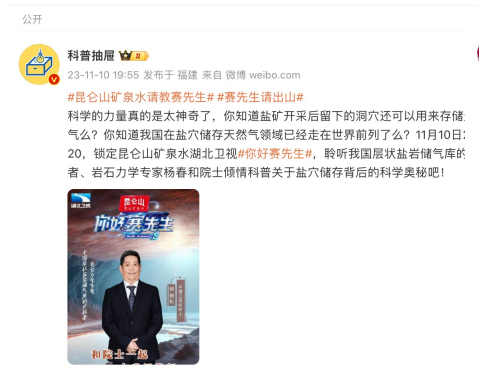 公开
科普抽屉
II
23-11-10 19:55 发布于 福建 来自 微博 weibo.com
#昆仑山矿泉水请教赛先生# #赛先生请出山#
科学的力量真的是太神奇了，你知道盐矿开采后留下的洞穴还可以用来存储
气么？你知道我国在盐穴储存天然气领域已经走在世界前列了么？11月10日2
20，锁定昆仑山矿泉水湖北卫视#你好赛先生#，聆听我国层状盐岩储气库的
者、岩石力学专家杨春和院士倾情科普关于盐穴储存背后的科学奥秘吧！
湖北卫视
昆仑山
你好赛先生
和院士一起